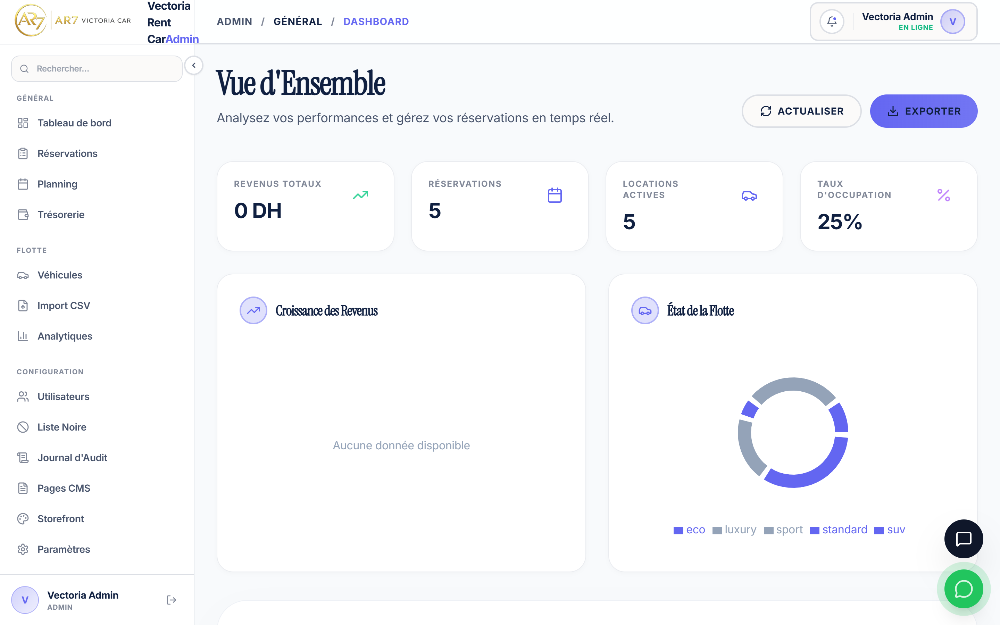 AR7
AR7 VICTORIA CAR
Vectoria
Rent
CarAdmin
ADMIN / GÉNÉRAL / DASHBOARD
Vectoria Admin
EN LIGNE
V
Rechercher...
GÉNÉRAL
Tableau de bord
Réservations
Planning
Trésorerie
FLOTTE
Véhicules
Import CSV
Analytiques
CONFIGURATION
Utilisateurs
Liste Noire
Journal d'Audit
Pages CMS
Storefront
Paramètres
V
Vectoria Admin
ADMIN
Vue d'Ensemble
Analysez vos performances et gérez vos réservations en temps réel.
ACTUALISER
EXPORTER
REVENUS TOTAUX
0 DH
RÉSERVATIONS
5
LOCATIONS
ACTIVES
5
TAUX
D'OCCUPATION
25%
Croissance des Revenus
Aucune donnée disponible
État de la Flotte
eco luxury sport standard suv